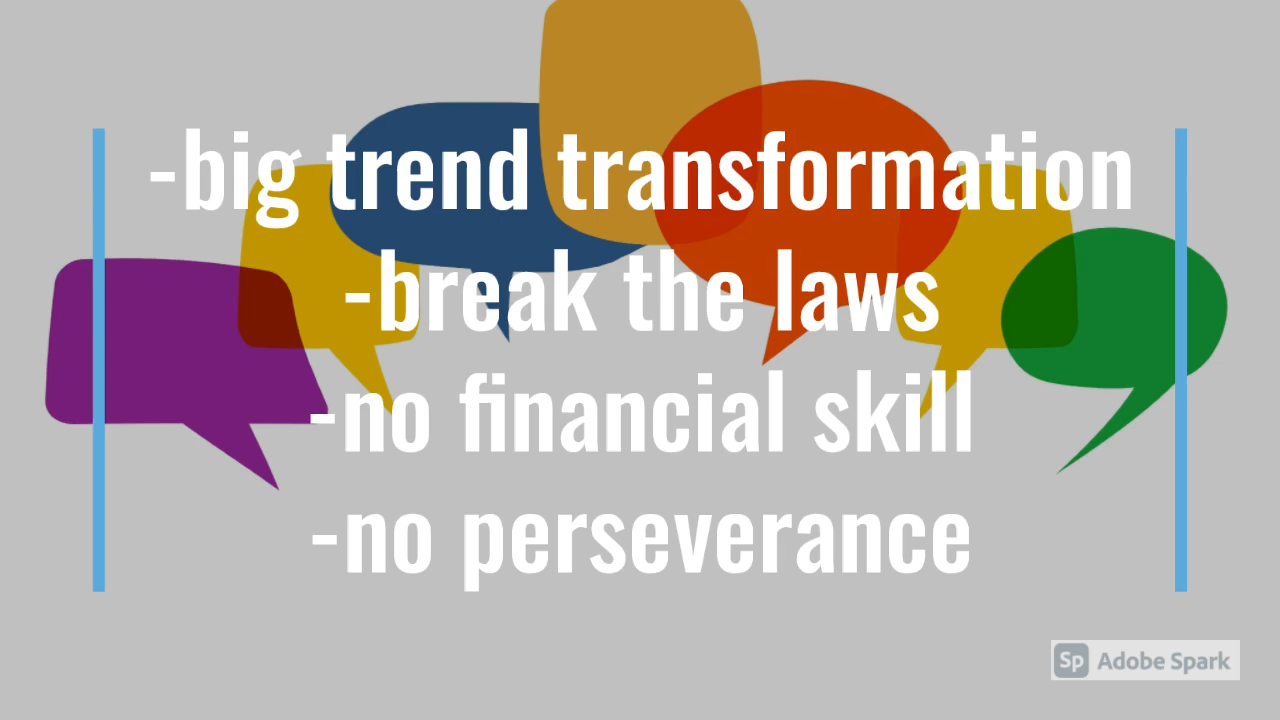 -big trend transformation
-break the laws
-no financial skill
-no perseverance
Sp Adobe Spark